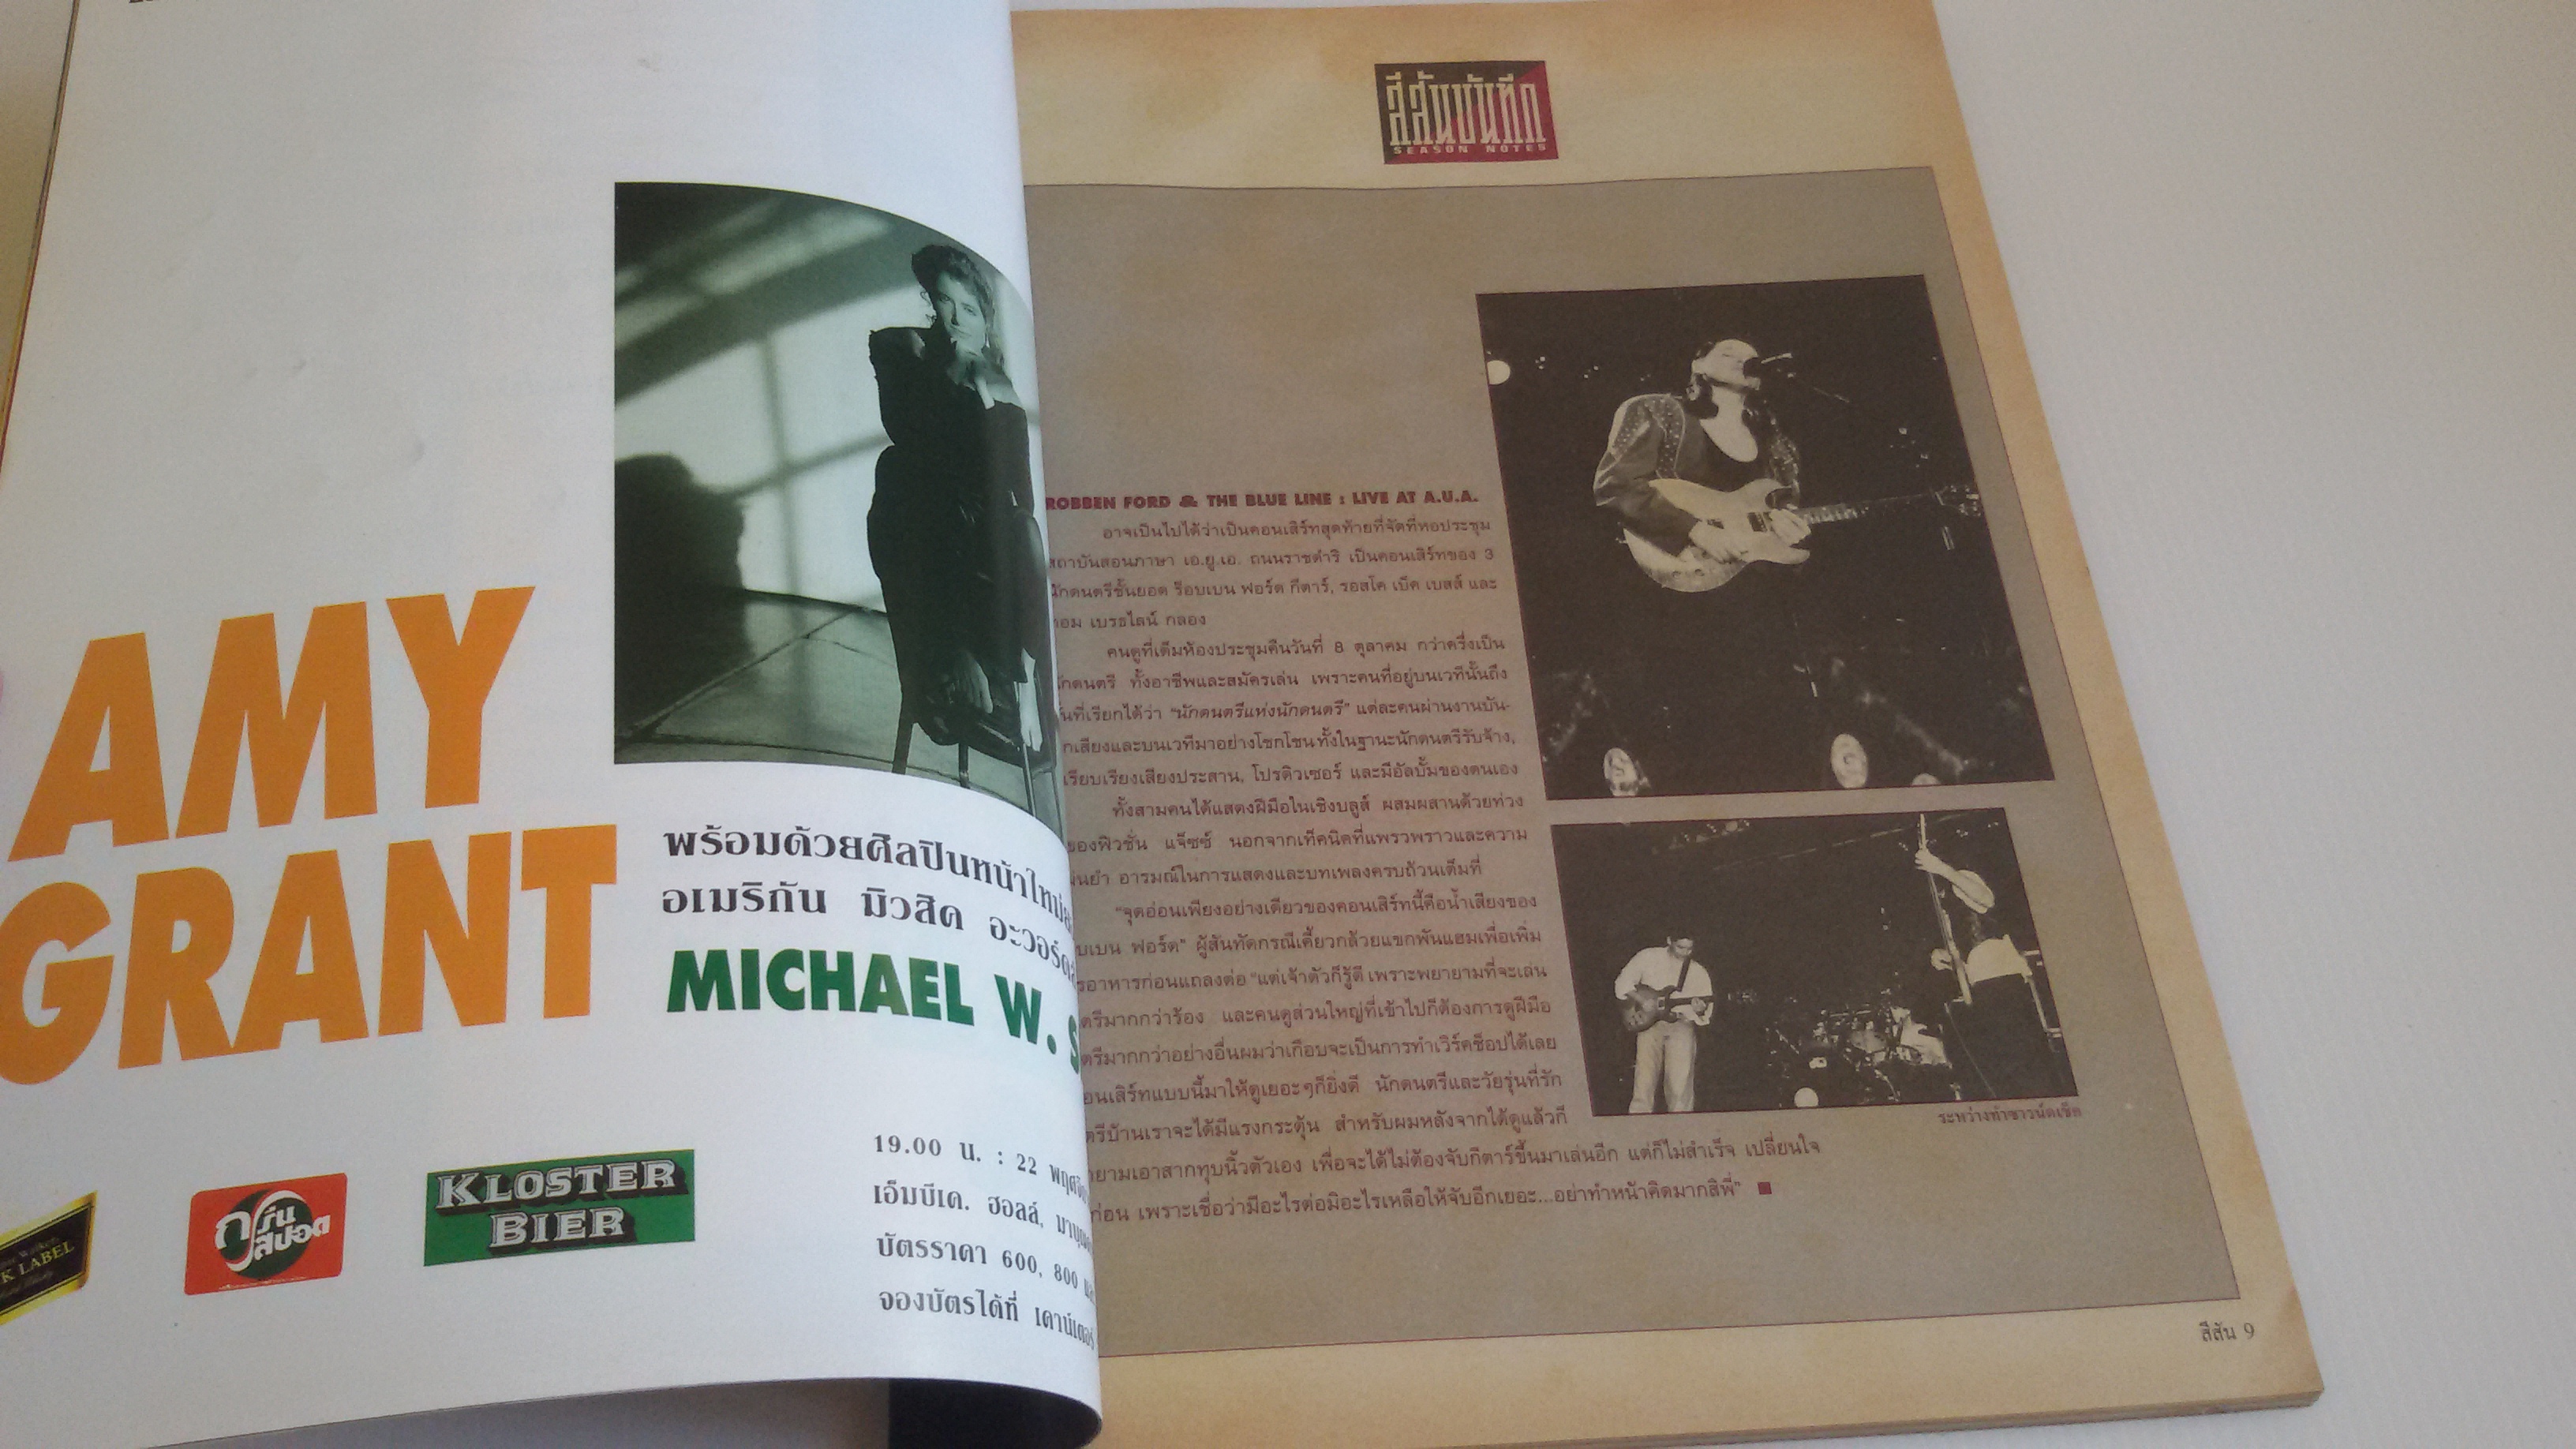 AMY
GRANT
พร้อมด้วยศิลปินหน้าใหม่
อเมริกัน มิวสิค อะวอร์ด
MICHAEL W. S
19.00 น. : 22
เอ็มบีเค. ฮอลล์,
บัตรราคา 600, 800
จองบัตรได้ที่ เคาน์เตอร์
K LABEL
กรีนสปอต
KLOSTER
BIER
สีสันบันทึก
SEASON NOTES
ROBBEN FORD & THE BLUE LINE : LIVE AT A.U.A.
อาจเป็นไปได้ว่าเป็นคอนเสิร์ทสุดท้ายที่จัดที่หอประชุม
สถาบันสอนภาษา เอ.ยู.เอ. ถนนราชดำริ เป็นคอนเสิร์ทของ 3
นักดนตรีชั้นยอด ร็อบเบน ฟอร์ด กีตาร์, รอสโค เบ็ค เบสส์ และ
ทอม เบรชไลน์ กลอง
คนดูที่เต็มห้องประชุมคืนวันที่ 8 ตุลาคม กว่าครึ่งเป็น
นักดนตรี ทั้งอาชีพและสมัครเล่น เพราะคนที่อยู่บนเวทีนั้นถึง
ขั้นที่เรียกได้ว่า “นักดนตรีแห่งนักดนตรี” แต่ละคนผ่านงานบัน-
กเสียงและบนเวทีมาอย่างโชกโชน ทั้งในฐานะนักดนตรีรับจ้าง,
เรียบเรียงเสียงประสาน, โปรดิวเซอร์ และมีอัลบั้มของตนเอง
ทั้งสามคนได้แสดงฝีมือในเชิงบลูส์ ผสมผสานด้วยท่วง
ของฟิวชั่น แจ็ซซ์ นอกจากเท็คนิคที่แพรวพราวและความ
แม่นยำ อารมณ์ในการแสดงและบทเพลงครบถ้วนเต็มที่
“จุดอ่อนเพียงอย่างเดียวของคอนเสิร์ทนี้คือน้ำเสียงของ
บเบน ฟอร์ด” ผู้สันทัดกรณีเคี้ยวกล้วยแขกพันแฮมเพื่อเพิ่ม
รอาหารก่อนแถลงต่อ “แต่เจ้าตัวก็รู้ดี เพราะพยายามที่จะเล่น
ตรีมากกว่าร้อง และคนดูส่วนใหญ่ที่เข้าไปก็ต้องการดูฝีมือ
ตรีมากกว่าอย่างอื่นผมว่าเกือบจะเป็นการทำเวิร์คช็อปได้เลย
อนเสิร์ทแบบนี้มาให้ดูเยอะๆก็ยิ่งดี นักดนตรีและวัยรุ่นที่รัก
ตรีบ้านเราจะได้มีแรงกระตุ้น สำหรับผมหลังจากได้ดูแล้วก็
ยายามเอาสากทุบนิ้วตัวเอง เพื่อจะได้ไม่ต้องจับกีตาร์ขึ้นมาเล่นอีก แต่ก็ไม่สำเร็จ เปลี่ยนใจ
ก่อน เพราะเชื่อว่ามีอะไรต่อมิอะไรเหลือให้จับอีกเยอะ...อย่าทำหน้าคิดมากสิพี่”
ระหว่างทำซาวน์ดเช็ค
สีสัน 9